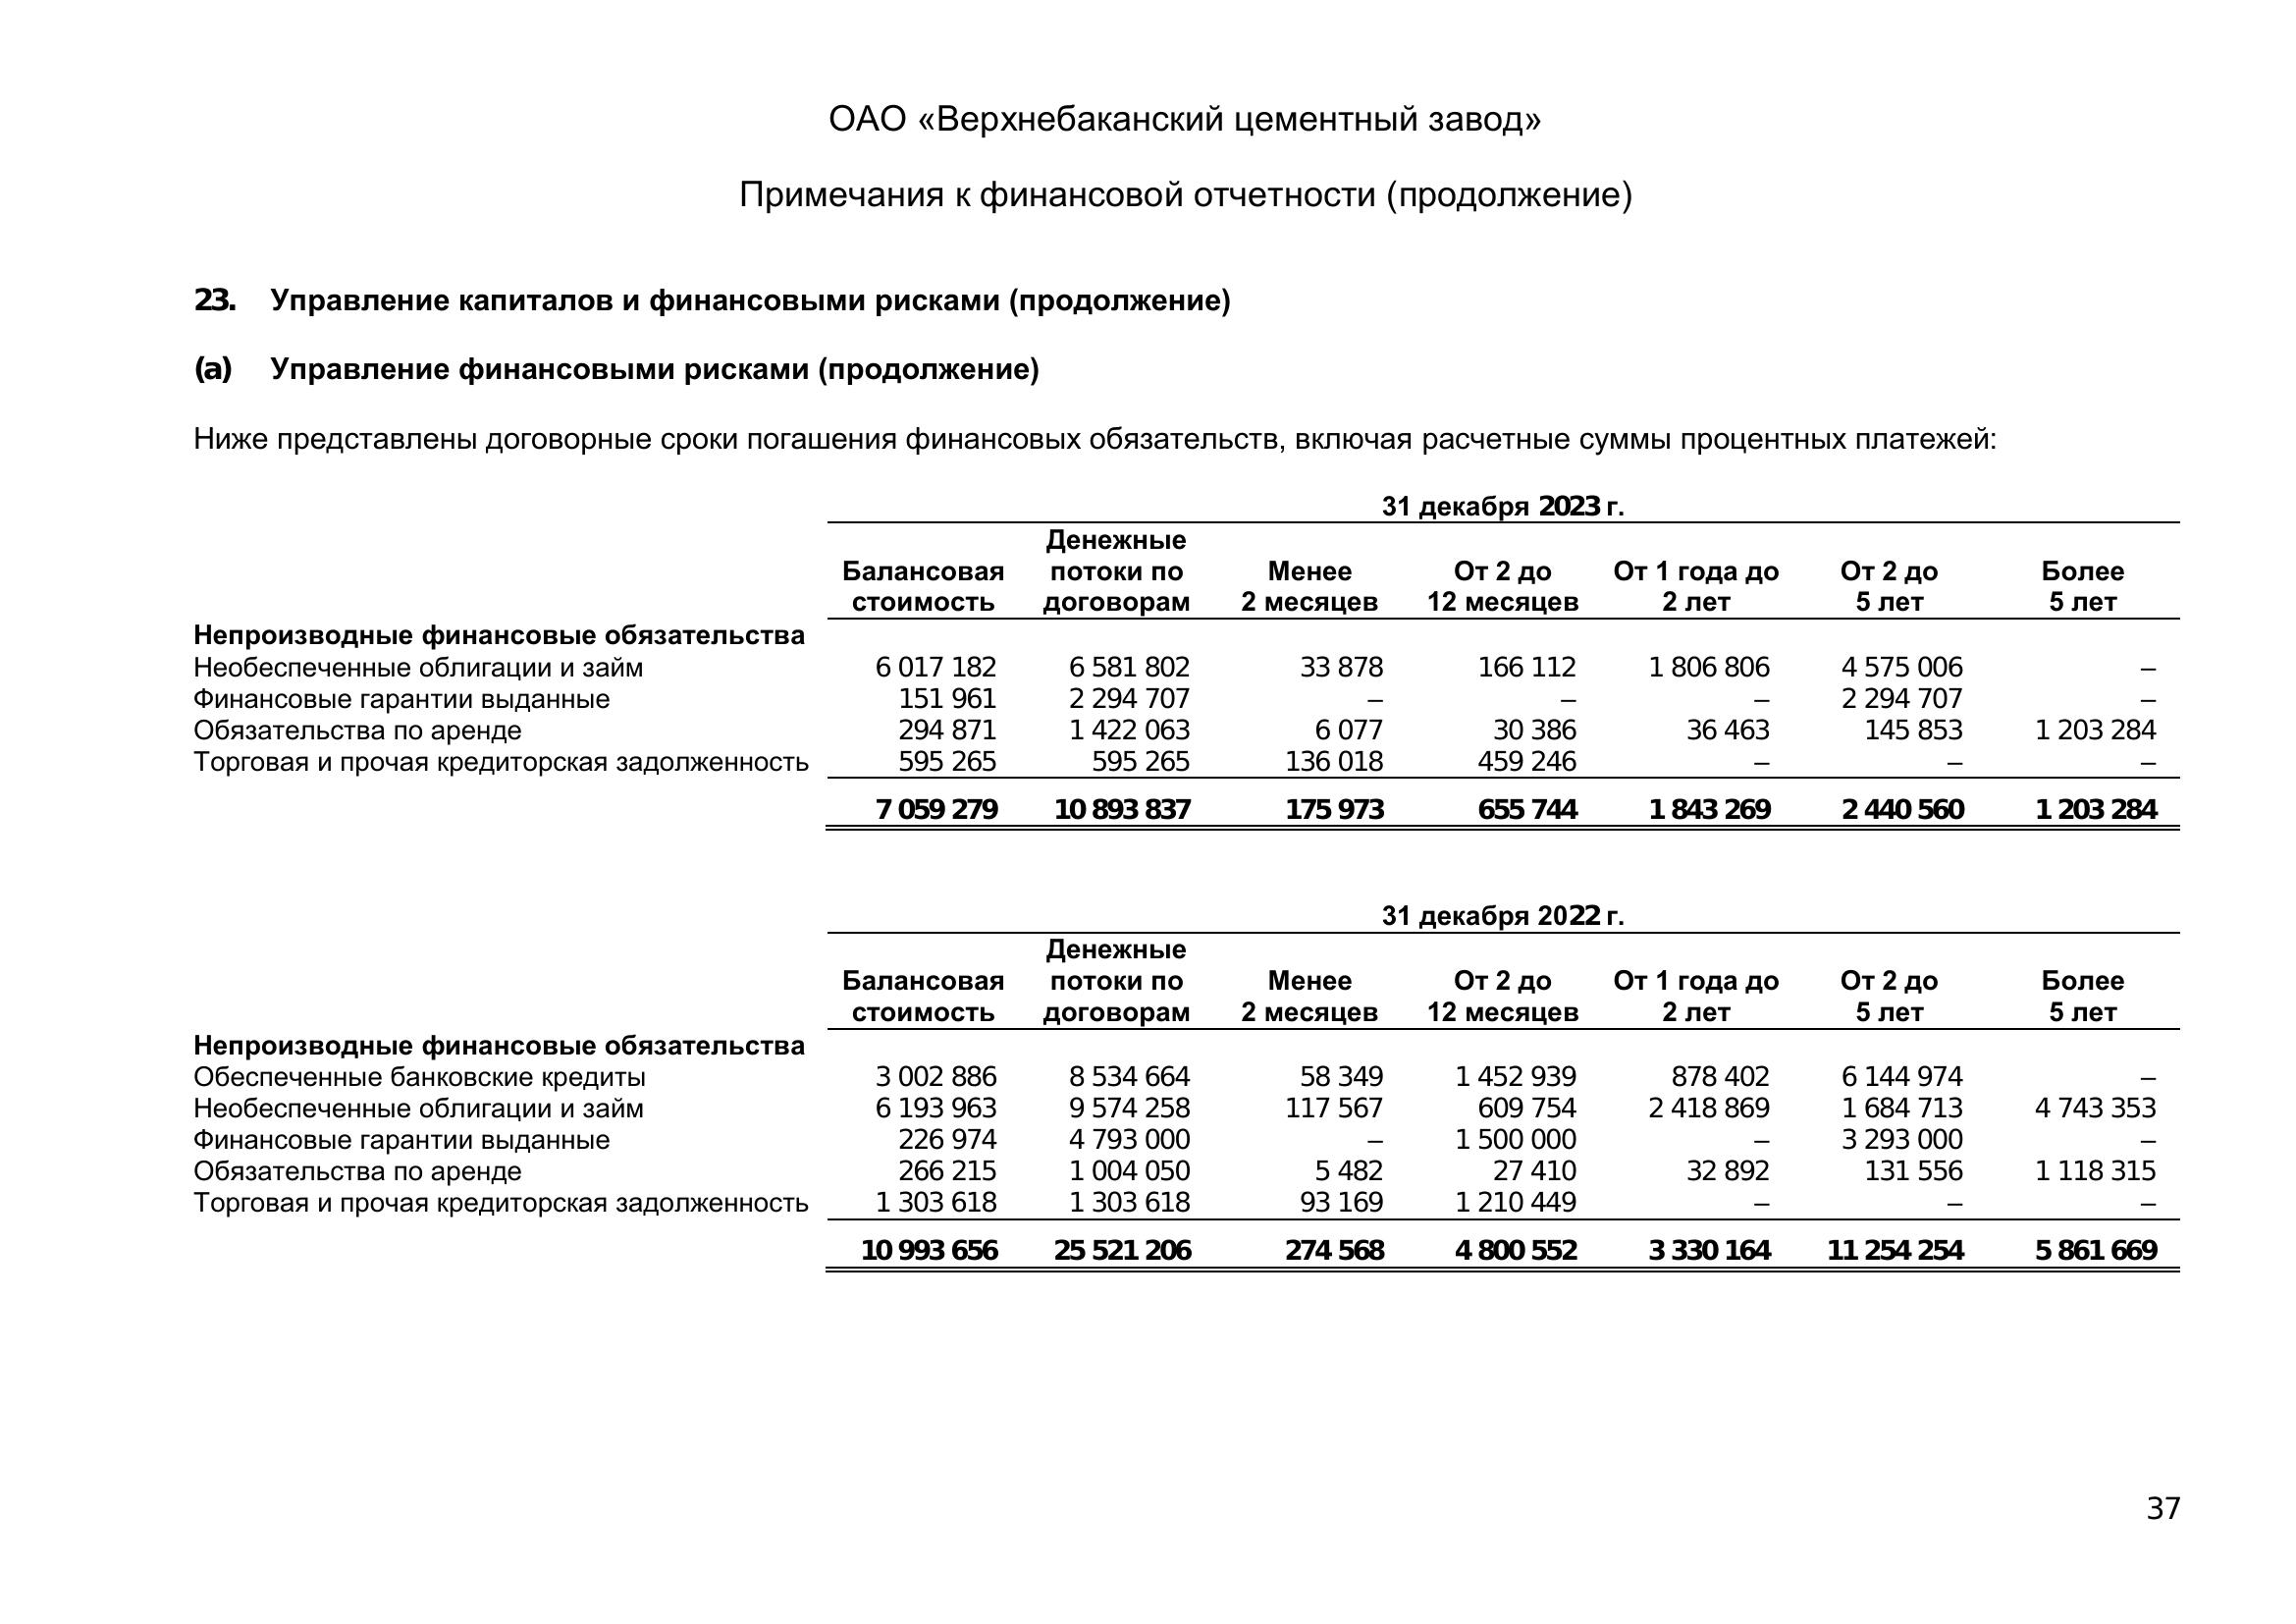 ОАО «Верхнебаканский цементный завод»
Примечания к финансовой отчетности (продолжение)
23. Управление капиталов и финансовыми рисками (продолжение)
(a) Управление финансовыми рисками (продолжение)
Ниже представлены договорные сроки погашения финансовых обязательств, включая расчетные суммы процентных платежей:
31 декабря 2023 г.
Денежные
Балансовая потоки по Менее От 2 до От 1 года до От 2 до Более
стоимость договорам 2 месяцев 12 месяцев 2 лет 5 лет 5 лет
Непроизводные финансовые обязательства
Необеспеченные облигации и займ 6 017 182 6 581 802 33 878 166 112 1 806 806 4 575 006 –
Финансовые гарантии выданные 151 961 2 294 707 – – – 2 294 707 –
Обязательства по аренде 294 871 1 422 063 6 077 30 386 36 463 145 853 1 203 284
Торговая и прочая кредиторская задолженность 595 265 595 265 136 018 459 246 – – –
7 059 279 10 893 837 175 973 655 744 1 843 269 2 440 560 1 203 284
31 декабря 2022 г.
Денежные
Балансовая потоки по Менее От 2 до От 1 года до От 2 до Более
стоимость договорам 2 месяцев 12 месяцев 2 лет 5 лет 5 лет
Непроизводные финансовые обязательства
Обеспеченные банковские кредиты 3 002 886 8 534 664 58 349 1 452 939 878 402 6 144 974 –
Необеспеченные облигации и займ 6 193 963 9 574 258 117 567 609 754 2 418 869 1 684 713 4 743 353
Финансовые гарантии выданные 226 974 4 793 000 – 1 500 000 – 3 293 000 –
Обязательства по аренде 266 215 1 004 050 5 482 27 410 32 892 131 556 1 118 315
Торговая и прочая кредиторская задолженность 1 303 618 1 303 618 93 169 1 210 449 – – –
10 993 656 25 521 206 274 568 4 800 552 3 330 164 11 254 254 5 861 669
37